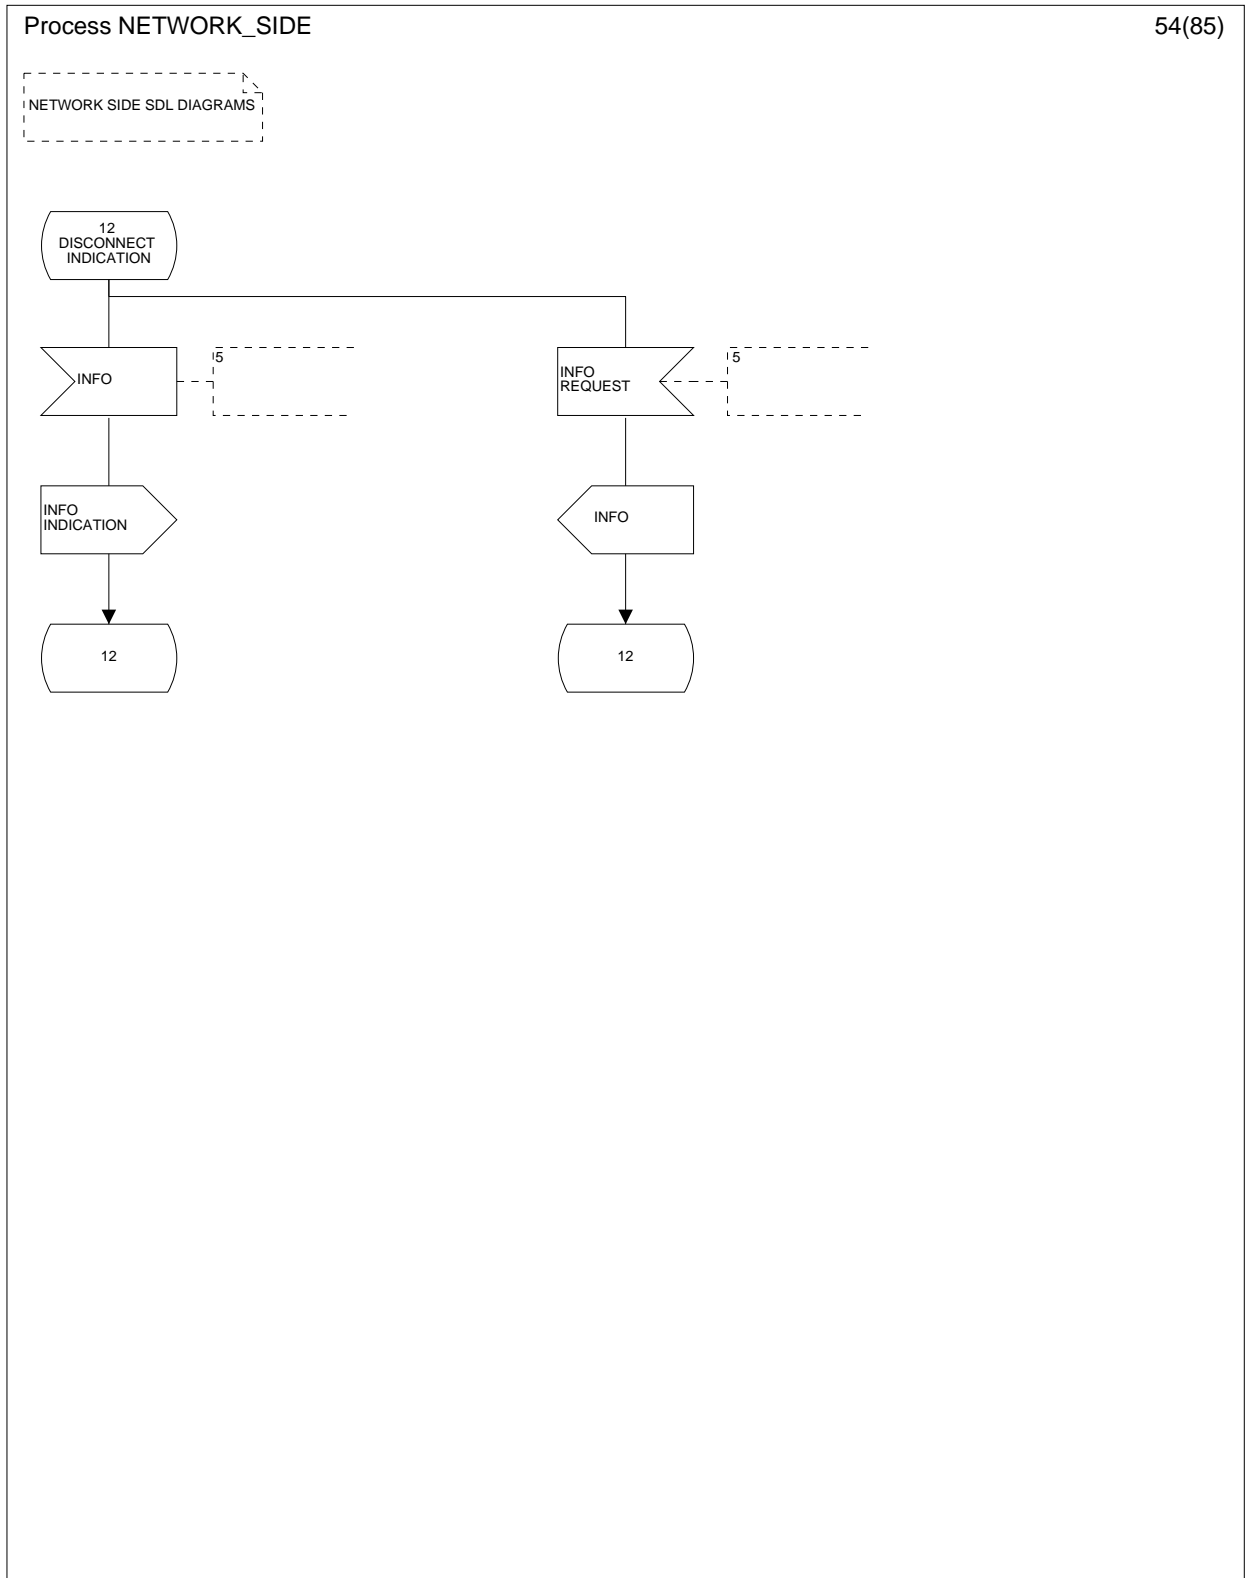 Process NETWORK_SIDE
54(85)
NETWORK SIDE SDL DIAGRAMS
12
DISCONNECT
INDICATION
INFO
5
INFO
REQUEST
5
INFO
INDICATION
INFO
12
12